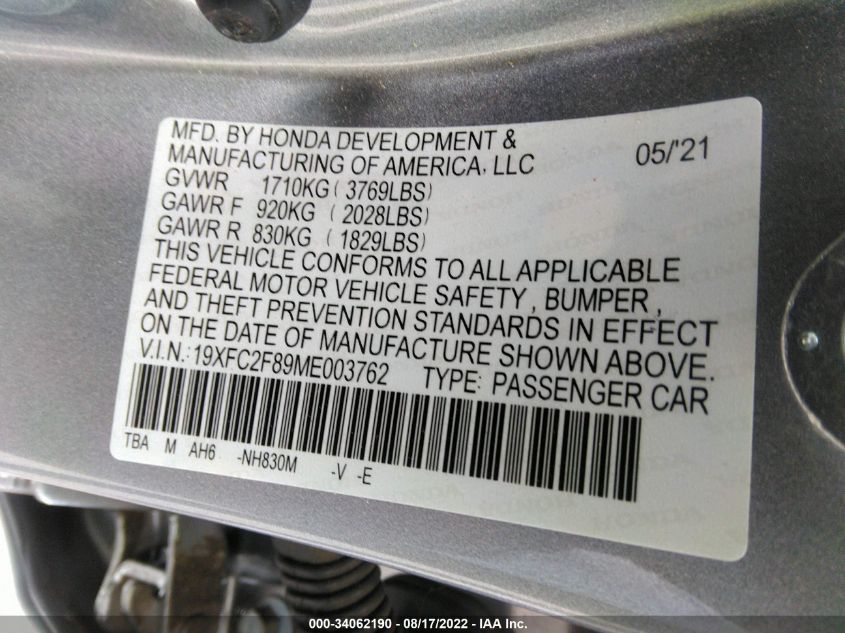 MFD. BY HONDA DEVELOPMENT &
MANUFACTURING OF AMERICA, LLC 05/'21
GVWR 1710KG ( 3769LBS)
GAWR F 920KG ( 2028LBS)
GAWR R 830KG ( 1829LBS)
THIS VEHICLE CONFORMS TO ALL APPLICABLE
FEDERAL MOTOR VEHICLE SAFETY, BUMPER,
AND THEFT PREVENTION STANDARDS IN EFFECT
ON THE DATE OF MANUFACTURE SHOWN ABOVE.
V.I.N.: 19XFC2F89ME003762 TYPE: PASSENGER CAR
TBA M AH6 -NH830M -V -E
000-34062190 - 08/17/2022 - IAA Inc.